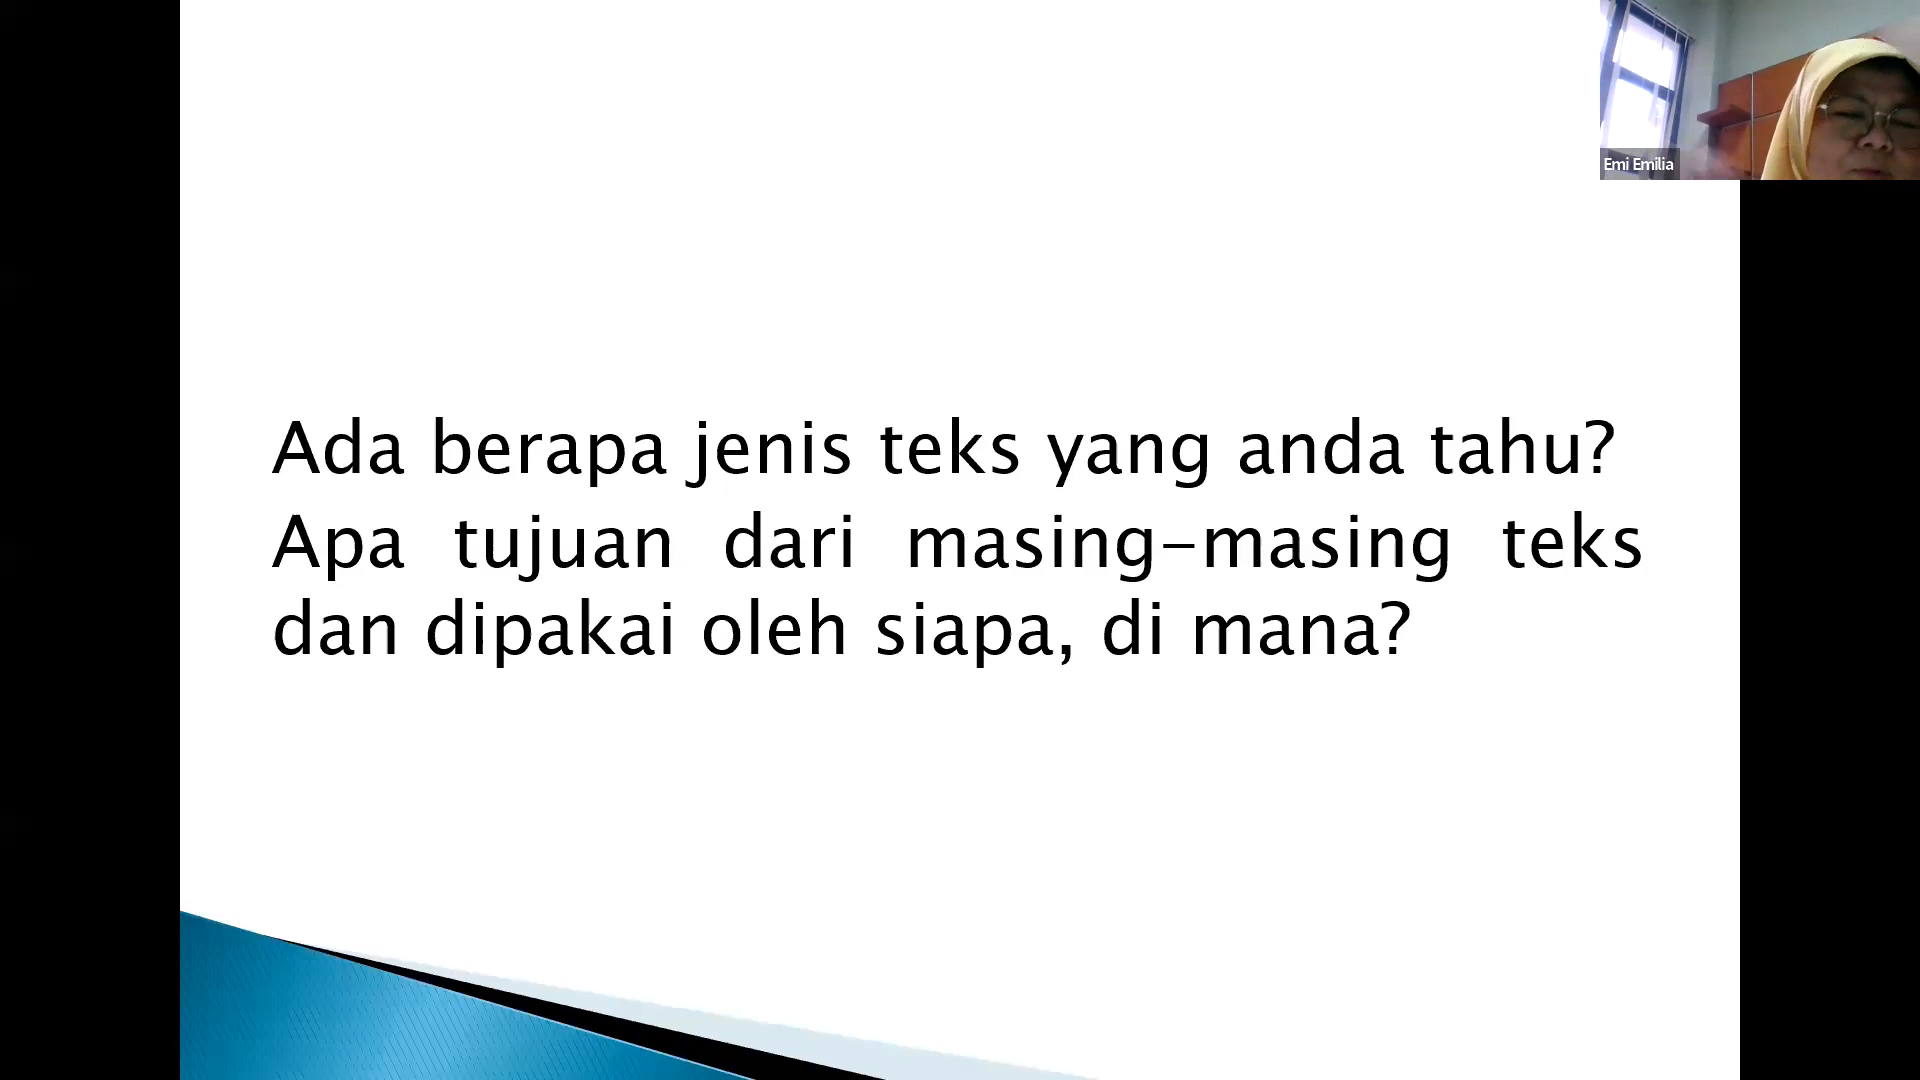 Emi Emilia
Ada berapa jenis teks yang anda tahu?
Apa tujuan dari masing-masing teks
dan dipakai oleh siapa, di mana?